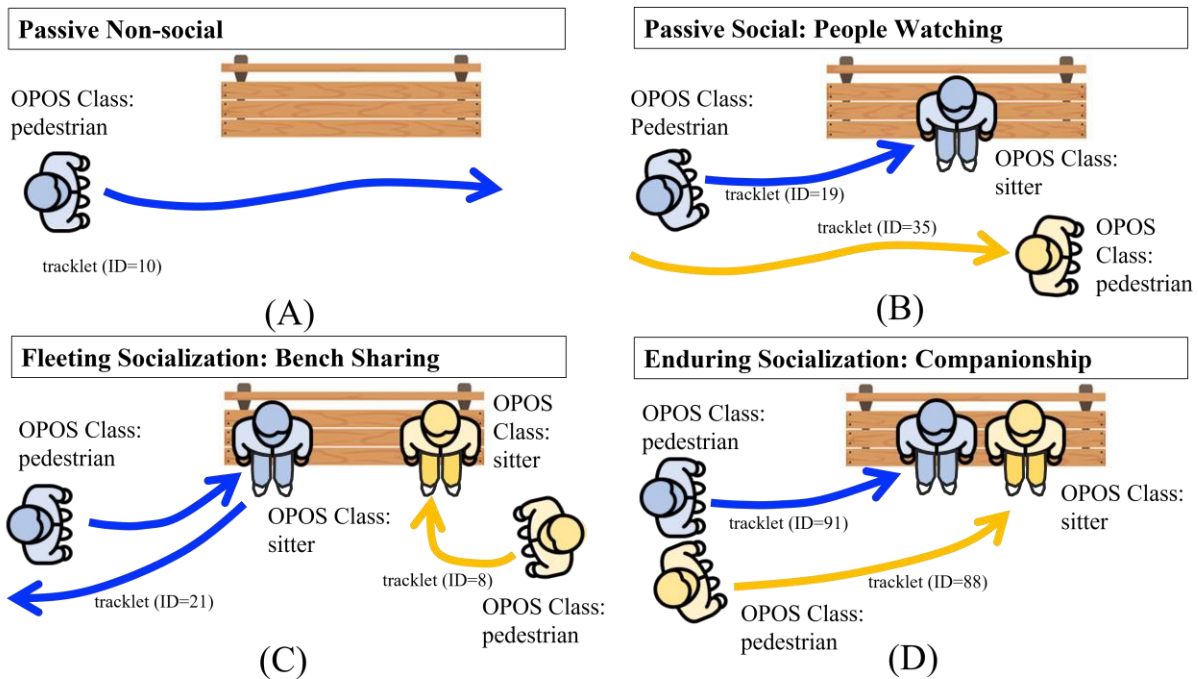 Passive Non-social
OPOS Class:
pedestrian
tracklet (ID=10)
(A)
Passive Social: People Watching
OPOS Class:
Pedestrian
tracklet (ID=19)
OPOS Class:
sitter
tracklet (ID=35)
OPOS
Class:
pedestrian
(B)
Fleeting Socialization: Bench Sharing
OPOS Class:
pedestrian
OPOS
Class:
sitter
OPOS Class:
sitter
tracklet (ID=8)
tracklet (ID=21)
OPOS Class:
pedestrian
(C)
Enduring Socialization: Companionship
OPOS Class:
pedestrian
OPOS Class:
sitter
tracklet (ID=91)
tracklet (ID=88)
OPOS Class:
pedestrian
(D)